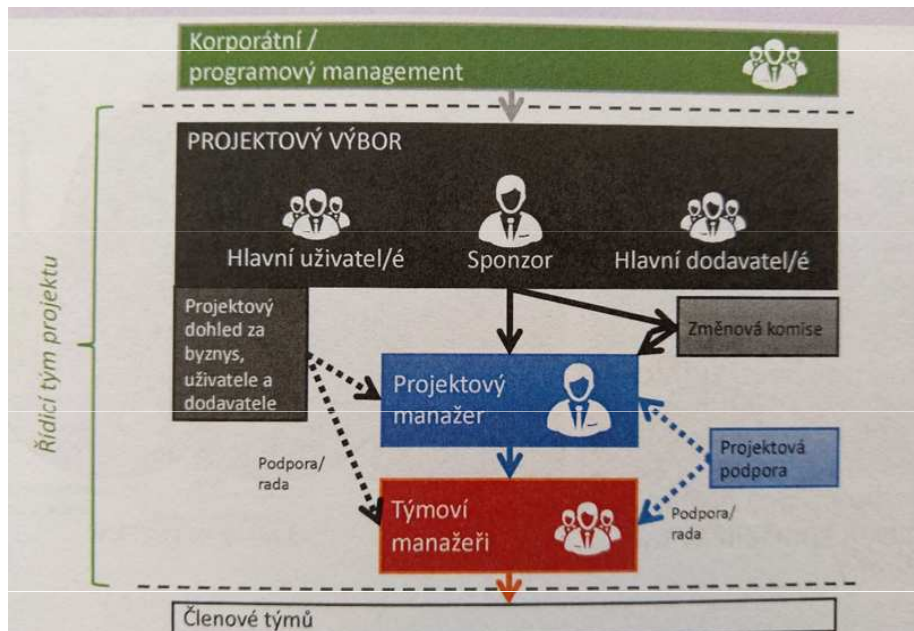 Korporátní /
programový management
PROJEKTOVÝ VÝBOR
Hlavní uživatel/é
Sponzor
Hlavní dodavatel/é
Řídicí tým projektu
Projektový
dohled za
byznys,
uživatele a
dodavatele
Změnová komise
Projektový
manažer
Podpora/
rada
Projektová
podpora
Týmoví
manažeři
Podpora/
rada
Členové týmů